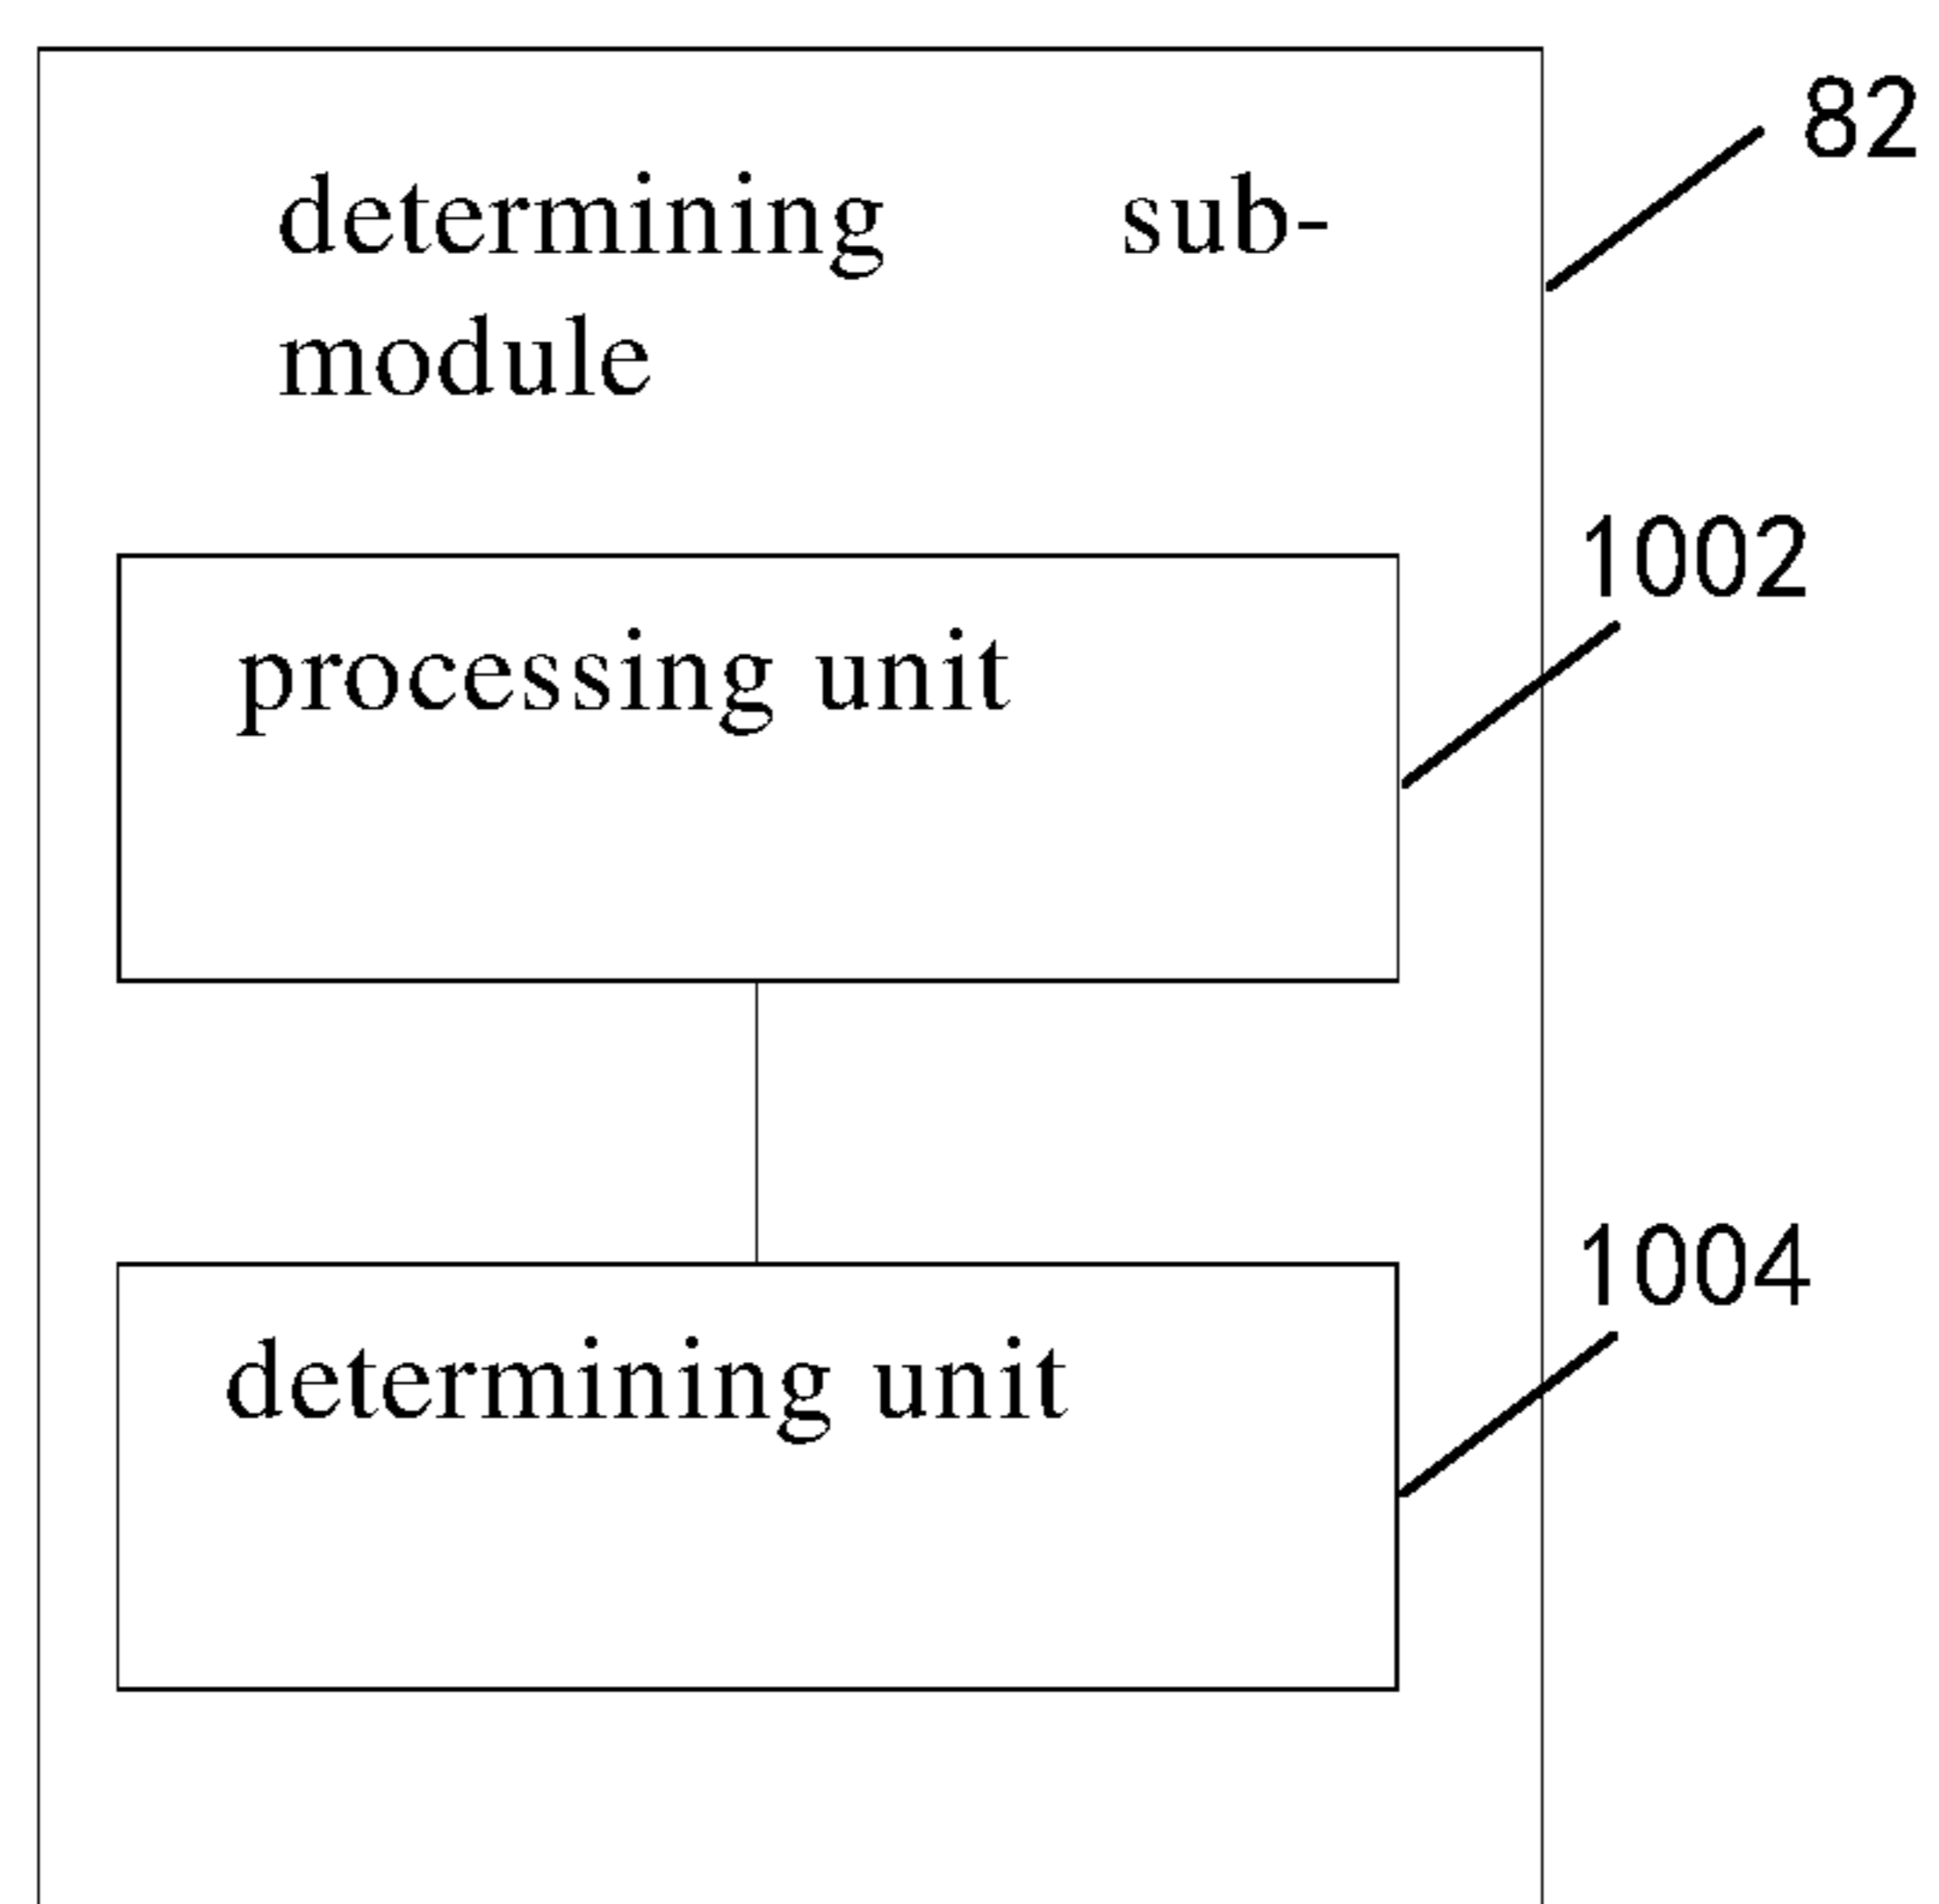 82
determining sub-
module
1002
processing unit
1004
determining unit